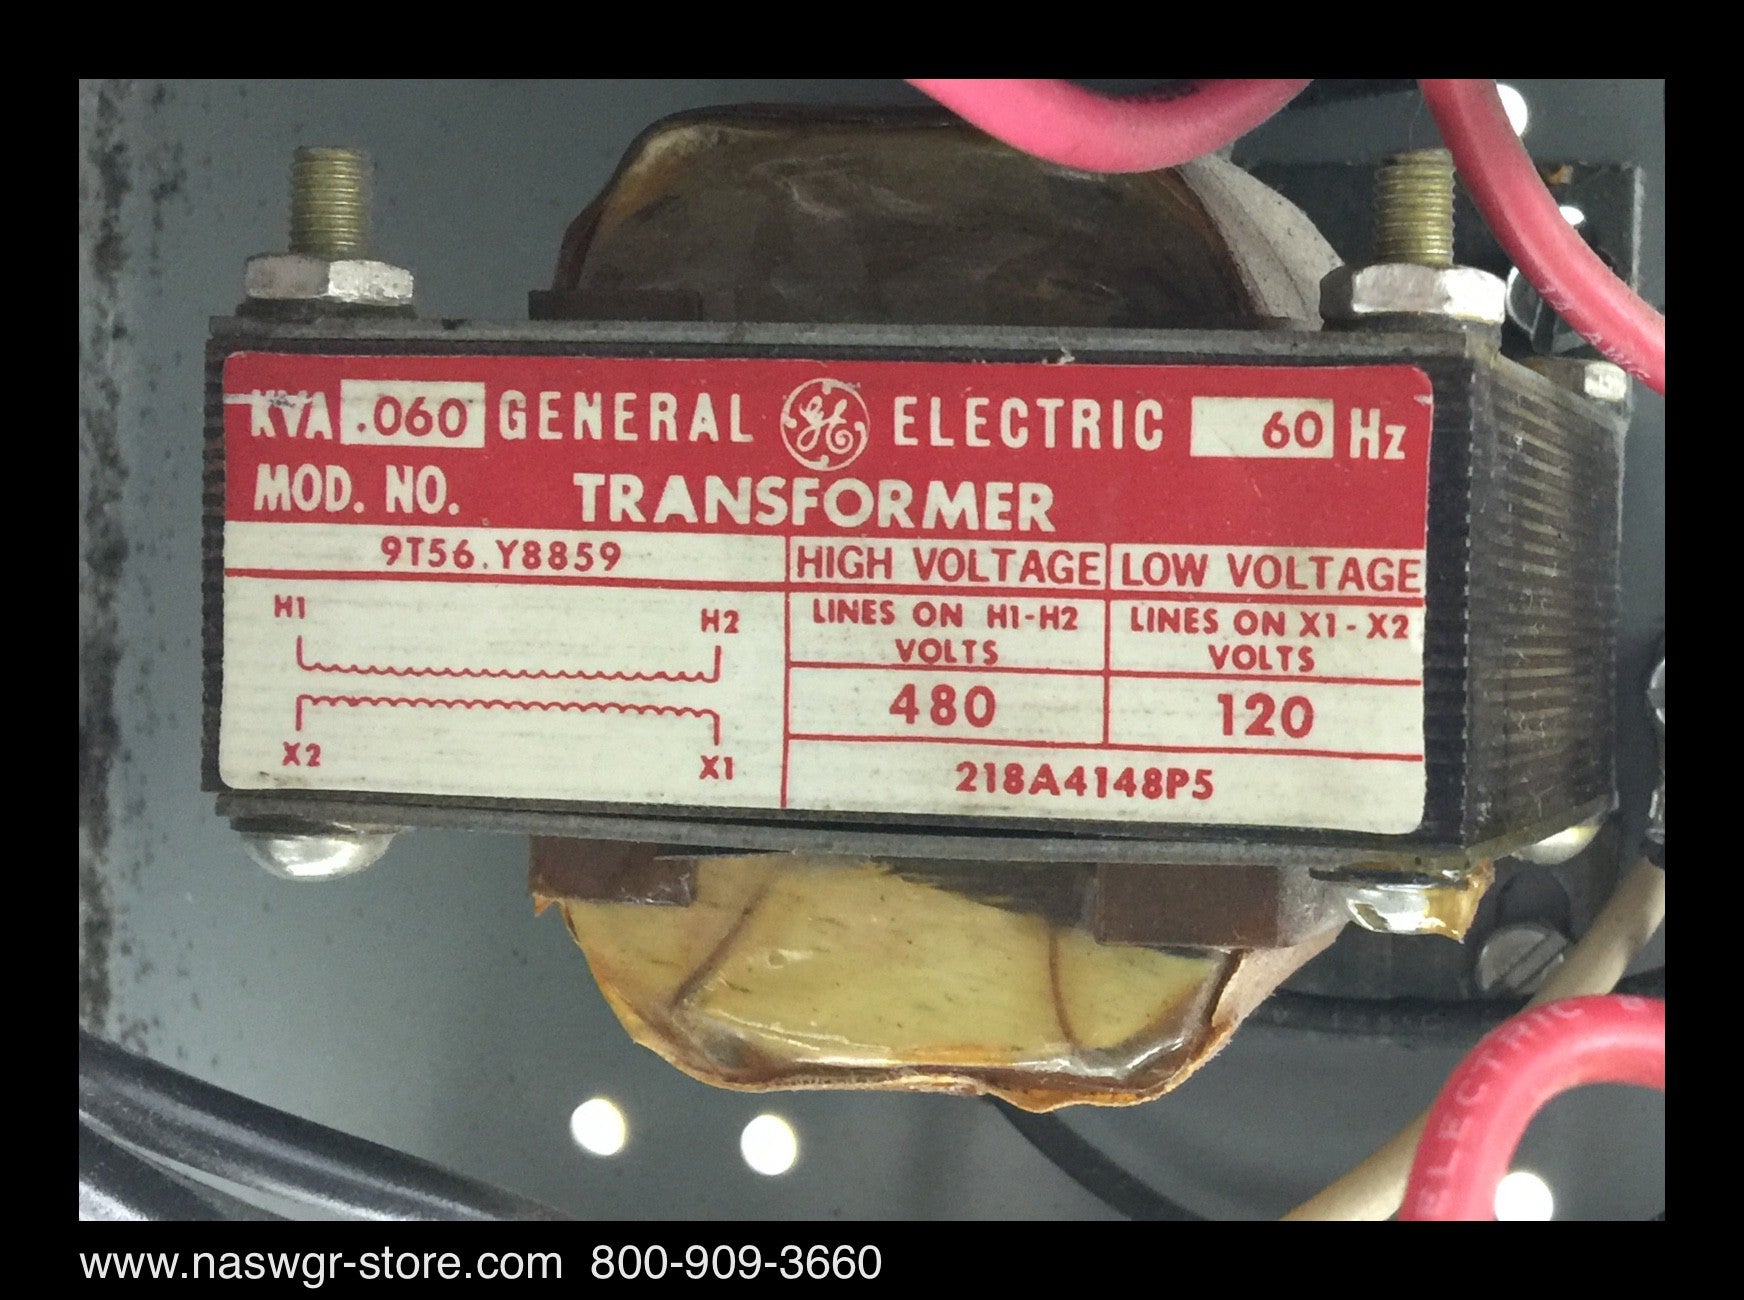 KVA .060 GENERAL GE ELECTRIC 60 Hz
MOD. NO. TRANSFORMER
9T56.Y8859 HIGH VOLTAGE LOW VOLTAGE
H1 H2 LINES ON H1-H2 LINES ON X1-X2
VOLTS VOLTS
480 120
X2 X1 218A4148P5
ELECTRIC
www.naswgr-store.com 800-909-3660